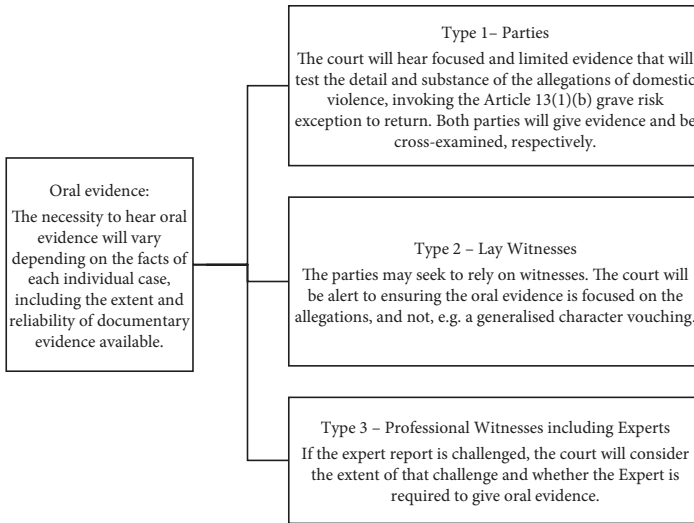 Oral evidence:
The necessity to hear oral
evidence will vary
depending on the facts of
each individual case,
including the extent and
reliability of documentary
evidence available.
Type 1– Parties
The court will hear focused and limited evidence that will
test the detail and substance of the allegations of domestic
violence, invoking the Article 13(1)(b) grave risk
exception to return. Both parties will give evidence and be
cross-examined, respectively.
Type 2 – Lay Witnesses
The parties may seek to rely on witnesses. The court will
be alert to ensuring the oral evidence is focused on the
allegations, and not, e.g. a generalised character vouching.
Type 3 – Professional Witnesses including Experts
If the expert report is challenged, the court will consider
the extent of that challenge and whether the Expert is
required to give oral evidence.